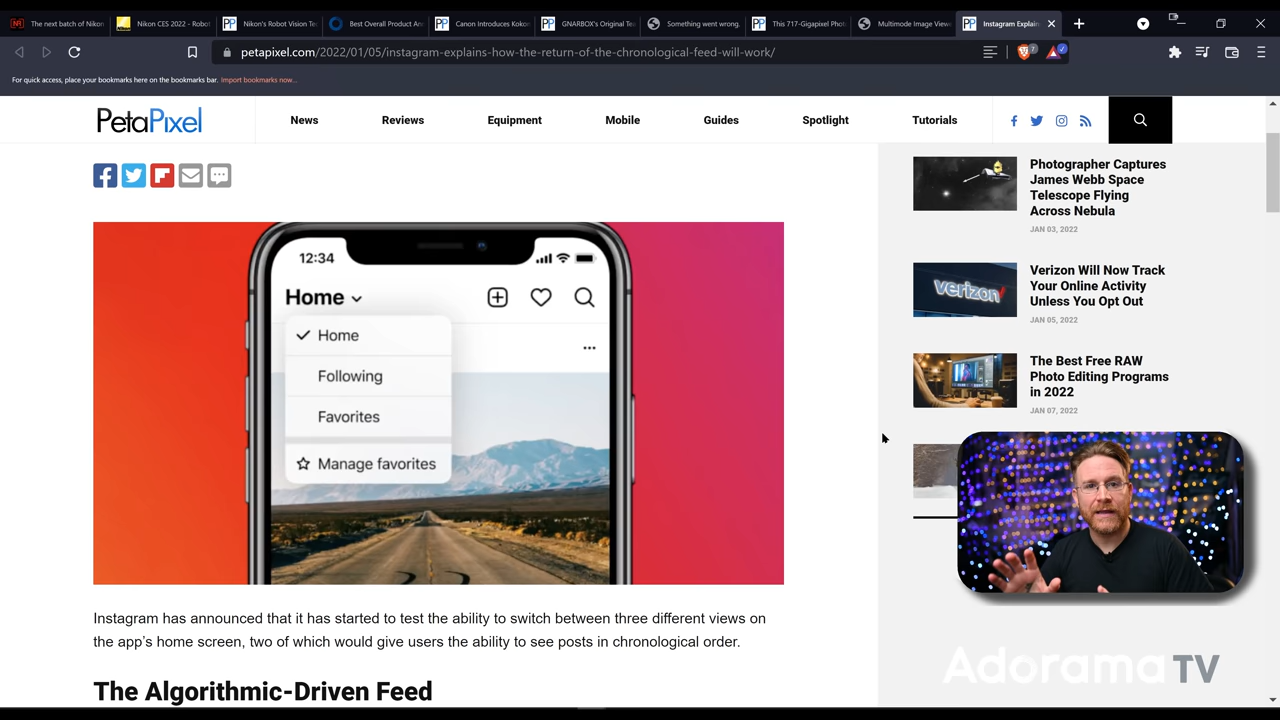 The next batch of Nikon
Nikon CES 2022 - Robot
Nikon's Robot Vision Tec
Best Overall Product An
Canon Introduces Kokon
GNARBOX's Original Te
Something went wrong.
This 717-Gigapixel Phot
Multimode Image View
Instagram Explain
petapixel.com/2022/01/05/instagram-explains-how-the-return-of-the-chronological-feed-will-work/
For quick access, place your bookmarks here on the bookmarks bar. Import bookmarks now...
PetaPixel
News
Reviews
Equipment
Mobile
Guides
Spotlight
Tutorials
12:34
Home
Home
Following
Favorites
Manage favorites
Instagram has announced that it has started to test the ability to switch between three different views on
the app's home screen, two of which would give users the ability to see posts in chronological order.
The Algorithmic-Driven Feed
Photographer Captures
James Webb Space
Telescope Flying
Across Nebula
JAN 03, 2022
verizon
Verizon Will Now Track
Your Online Activity
Unless You Opt Out
JAN 05, 2022
The Best Free RAW
Photo Editing Programs
in 2022
JAN 07, 2022
Adorama TV